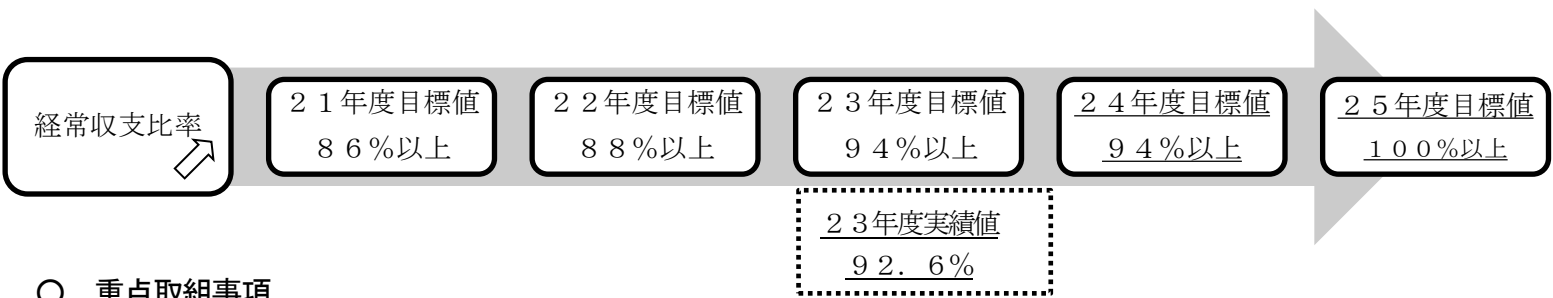 経常収支比率
２１年度目標値
８６％以上
２２年度目標値
８８％以上
２３年度目標値
９４％以上
２４年度目標値
９４％以上
２５年度目標値
１００％以上
２３年度実績値
９２．６％
○　重点取組事項